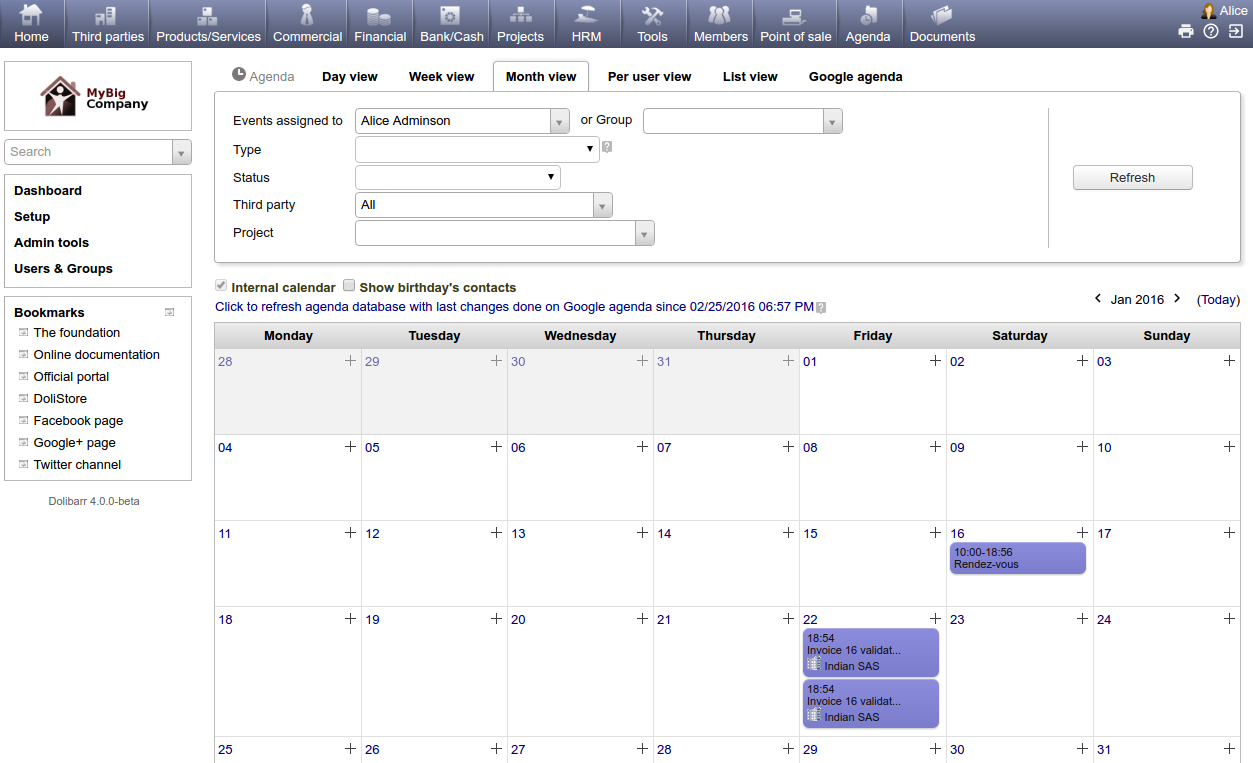 Home Third parties Products/Services Commercial Financial Bank/Cash Projects HRM Tools Members Point of sale Agenda Documents Alice
MyBig
Company
Search
Dashboard
Setup
Admin tools
Users & Groups
Bookmarks
The foundation
Online documentation
Official portal
DoliStore
Facebook page
Google+ page
Twitter channel
Dolibarr 4.0.0-beta
Agenda Day view Week view Month view Per user view List view Google agenda
Events assigned to Alice Adminson or Group
Type
Status
Third party All
Project
Refresh
Internal calendar Show birthday's contacts
Click to refresh agenda database with last changes done on Google agenda since 02/25/2016 06:57 PM
< Jan 2016 > (Today)
Monday Tuesday Wednesday Thursday Friday Saturday Sunday
28 + 29 + 30 + 31 + 01 + 02 + 03 +
04 + 05 + 06 + 07 + 08 + 09 + 10 +
11 + 12 + 13 + 14 + 15 + 16 + 17 +
10:00-18:56
Rendez-vous
18 + 19 + 20 + 21 + 22 + 23 + 24 +
18:54
Invoice 16 validat...
Indian SAS
18:54
Invoice 16 validat...
Indian SAS
25 + 26 + 27 + 28 + 29 + 30 + 31 +